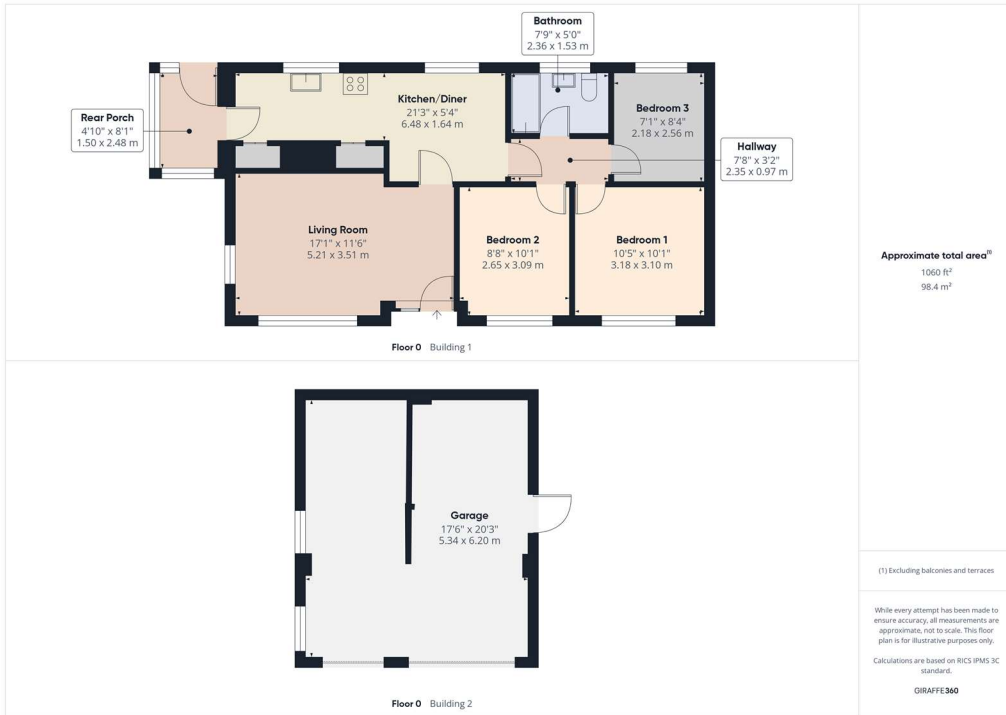 Bathroom
7'9" x 5'0"
2.36 x 1.53 m
Kitchen/Diner
21'3" x 5'4"
6.48 x 1.64 m
Bedroom 3
7'1" x 8'4"
2.18 x 2.56 m
Rear Porch
4'10" x 8'1"
1.50 x 2.48 m
Hallway
7'8" x 3'2"
2.35 x 0.97 m
Living Room
17'1" x 11'6"
5.21 x 3.51 m
Bedroom 2
8'8" x 10'1"
2.65 x 3.09 m
Bedroom 1
10'5" x 10'1"
3.18 x 3.10 m
Floor 0 Building 1
Garage
17'6" x 20'3"
5.34 x 6.20 m
Floor 0 Building 2
Approximate total area(1)
1060 ft²
98.4 m²
(1) Excluding balconies and terraces
While every attempt has been made to
ensure accuracy, all measurements are
approximate, not to scale. This floor
plan is for illustrative purposes only.
Calculations are based on RICS IPMS 3C
standard.
GIRAFFE360